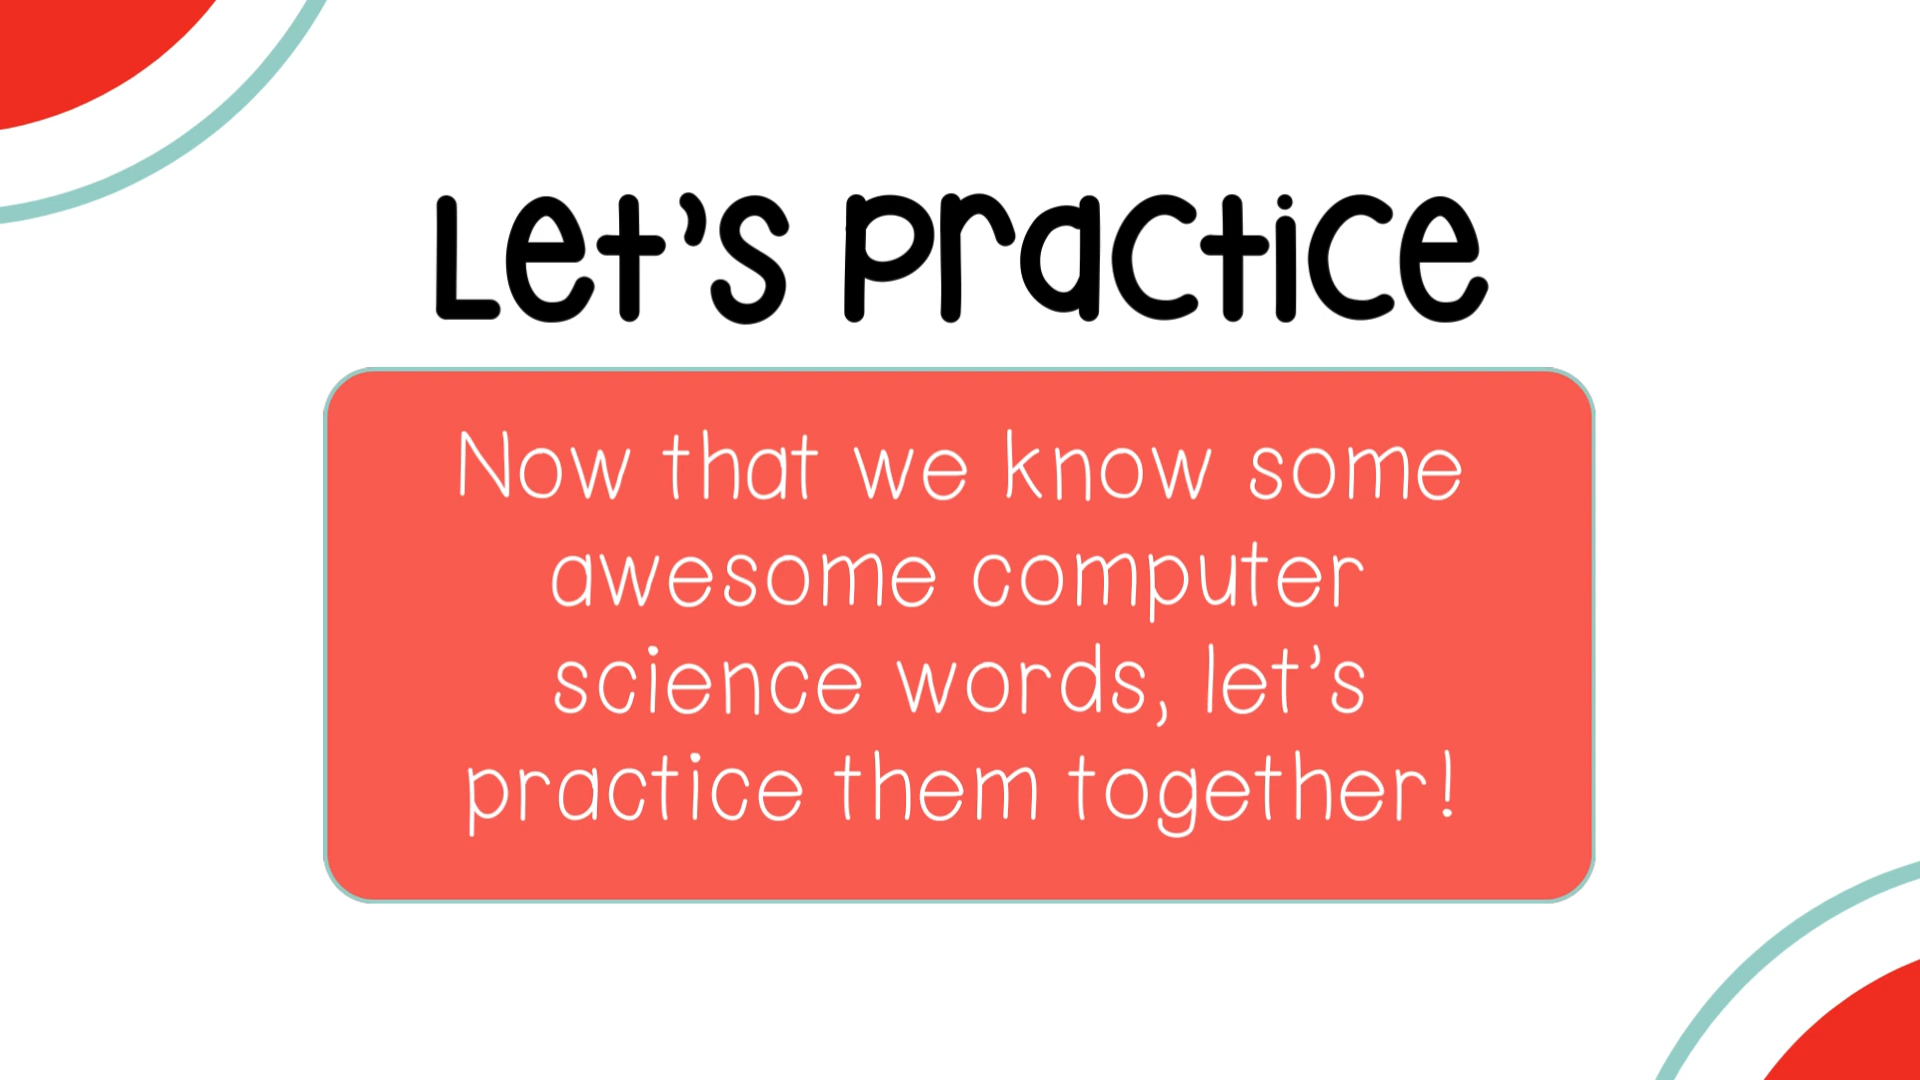 Let's Practice
Now that we know some
awesome computer
science words, let's
practice them together!